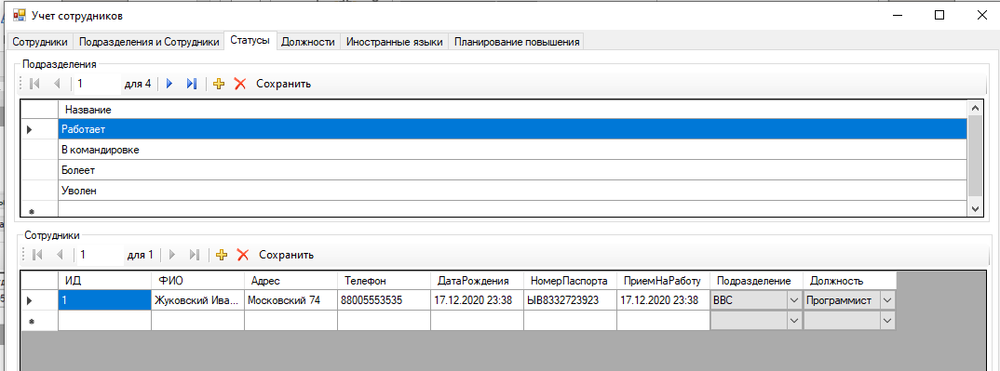 Учет сотрудников
Сотрудники Подразделения и Сотрудники Статусы Должности Иностранные языки Планирование повышения
Подразделения
1 для 4 Сохранить
Название
Работает
В командировке
Болеет
Уволен
Сотрудники
1 для 1 Сохранить
ИД ФИО Адрес Телефон ДатаРождения НомерПаспорта ПриемНаРаботу Подразделение Должность
1 Жуковский Ива... Московский 74 88005553535 17.12.2020 23:38 ЫВ8332723923 17.12.2020 23:38 ВВС Программист